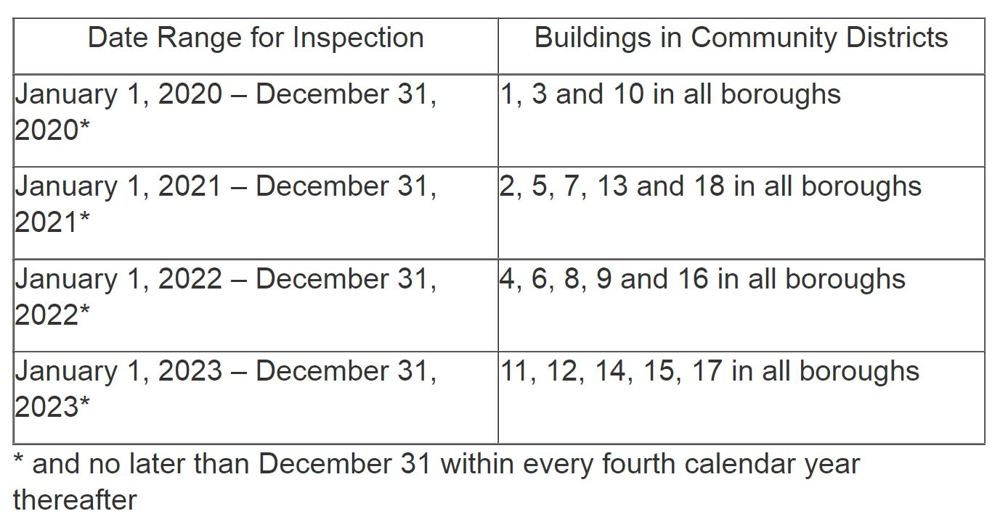 Date Range for Inspection
Buildings in Community Districts
January 1, 2020 – December 31,
2020*
1, 3 and 10 in all boroughs
January 1, 2021 – December 31,
2021*
2, 5, 7, 13 and 18 in all boroughs
January 1, 2022 – December 31,
2022*
4, 6, 8, 9 and 16 in all boroughs
January 1, 2023 – December 31,
2023*
11, 12, 14, 15, 17 in all boroughs
* and no later than December 31 within every fourth calendar year
thereafter